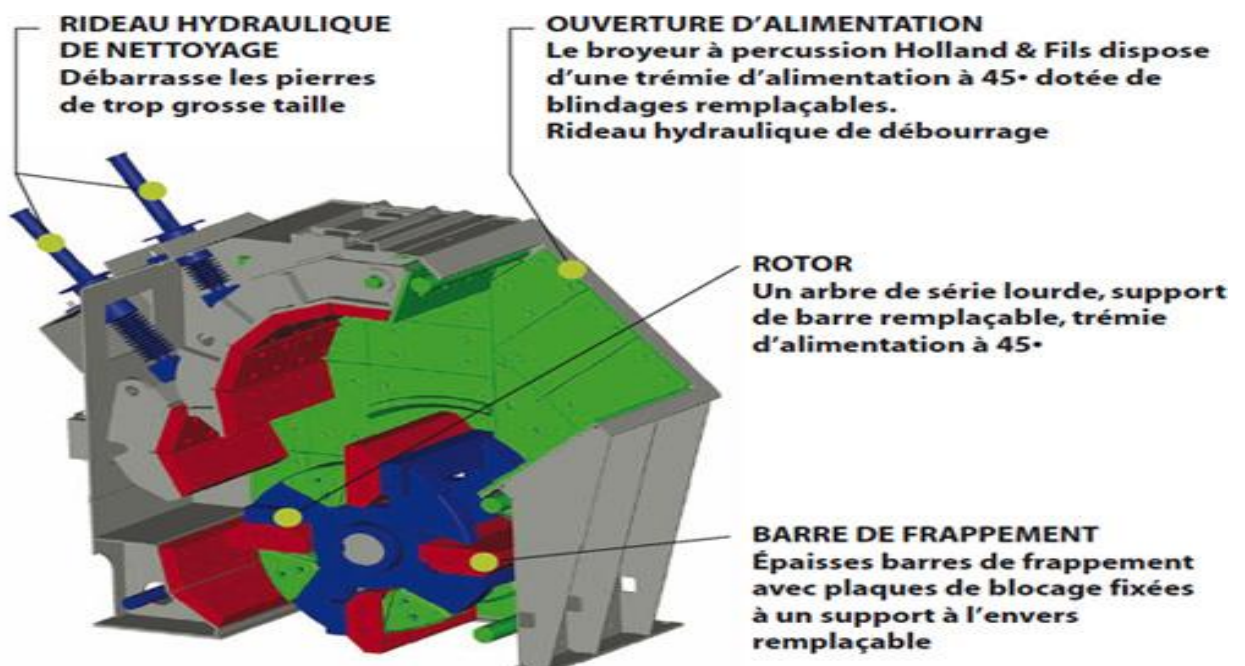 RIDEAU HYDRAULIQUE
DE NETTOYAGE
Débarrasse les pierres
de trop grosse taille
OUVERTURE D’ALIMENTATION
Le broyeur à percussion Holland & Fils dispose
d’une trémie d’alimentation à 45• dotée de
blindages remplaçables.
Rideau hydraulique de débourrage
ROTOR
Un arbre de série lourde, support
de barre remplaçable, trémie
d’alimentation à 45•
BARRE DE FRAPPEMENT
Épaisses barres de frappement
avec plaques de blocage fixées
à un support à l’envers
remplaçable